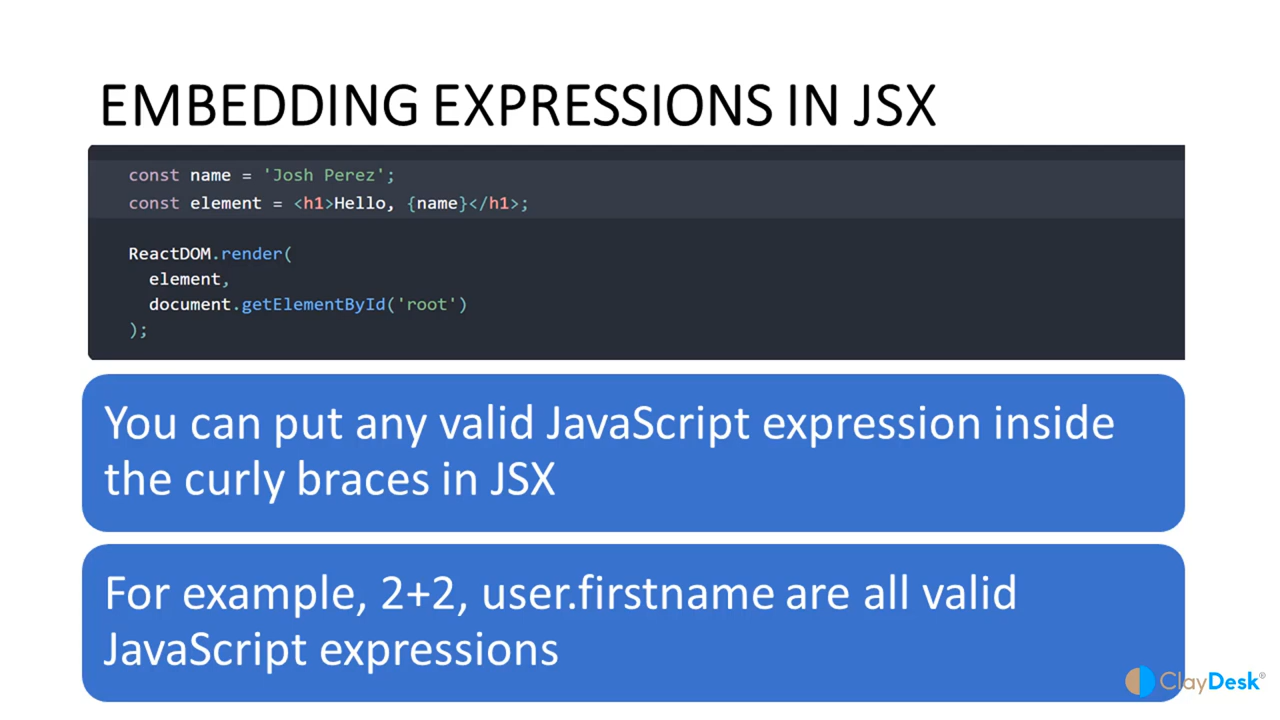 EMBEDDING EXPRESSIONS IN JSX
const name = 'Josh Perez';
const element = <h1>Hello, {name}</h1>;
ReactDOM.render(
element,
document.getElementById('root')
);
You can put any valid JavaScript expression inside
the curly braces in JSX
For example, 2+2, user.firstname are all valid
JavaScript expressions
ClayDesk®